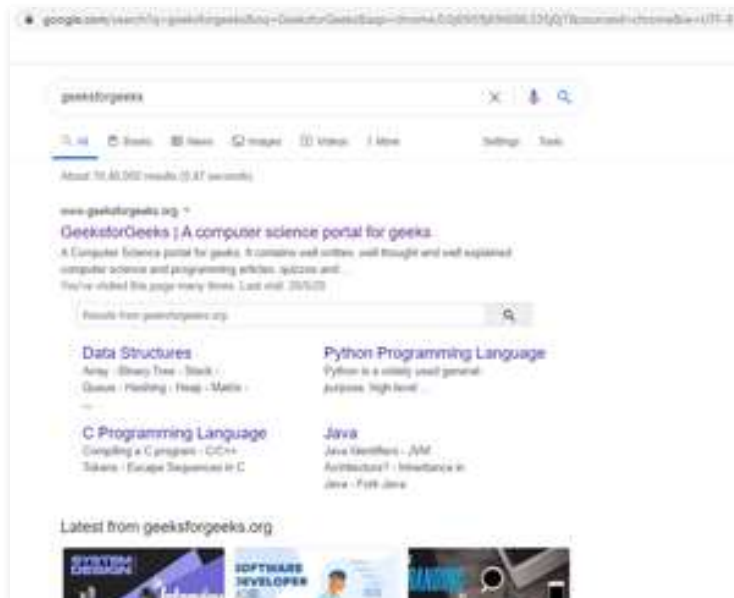 geeksforgeeks
All Books News Images Videos More Settings Tools
www.geeksforgeeks.org
GeeksforGeeks | A computer science portal for geeks
A Computer Science portal for geeks. It contains well written, well thought and well explained
computer science and programming articles, quizzes and ...
You've visited this page many times. Last visit:
Results from geeksforgeeks.org
Data Structures
Array - Binary Tree - Stack -
Queue - Hashing - Heap - Matrix -
...
Python Programming Language
Python is a widely used general-
purpose, high level ...
C Programming Language
Compiling a C program - C/C++
Tokens - Escape Sequences in C
Java
Java Identifiers - JVM
Architecture? - Inheritance in
Java - Fork Java
Latest from geeksforgeeks.org
SYSTEM
DESIGN
SOFTWARE
DEVELOPER